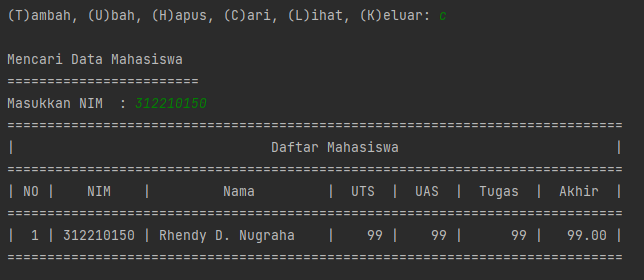 (T)ambah, (U)bah, (H)apus, (C)ari, (L)ihat, (K)eluar: c
Mencari Data Mahasiswa
========================
Masukkan NIM  : 312210150
=============================================================================
|                                Daftar Mahasiswa                           |
=============================================================================
| NO |    NIM    |         Nama         |  UTS  |  UAS  |  Tugas  |  Akhir  |
=============================================================================
|  1 | 312210150 | Rhendy D. Nugraha    |    99 |    99 |      99 |   99.00 |
=============================================================================